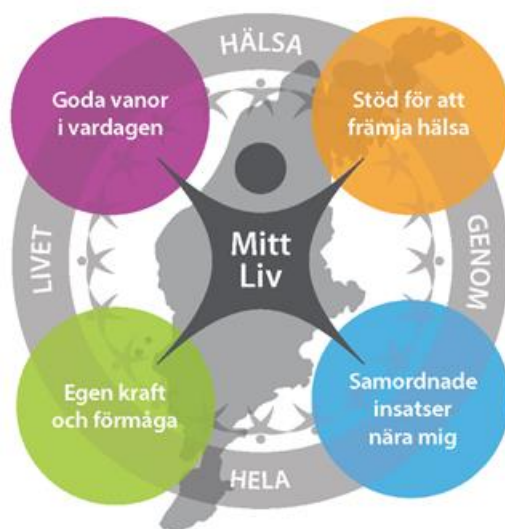 HÄLSA
Goda vanor
i vardagen
Stöd för att
främja hälsa
LIVET
Mitt
Liv
GENOM
Egen kraft
och förmåga
Samordnade
insatser
nära mig
HELA